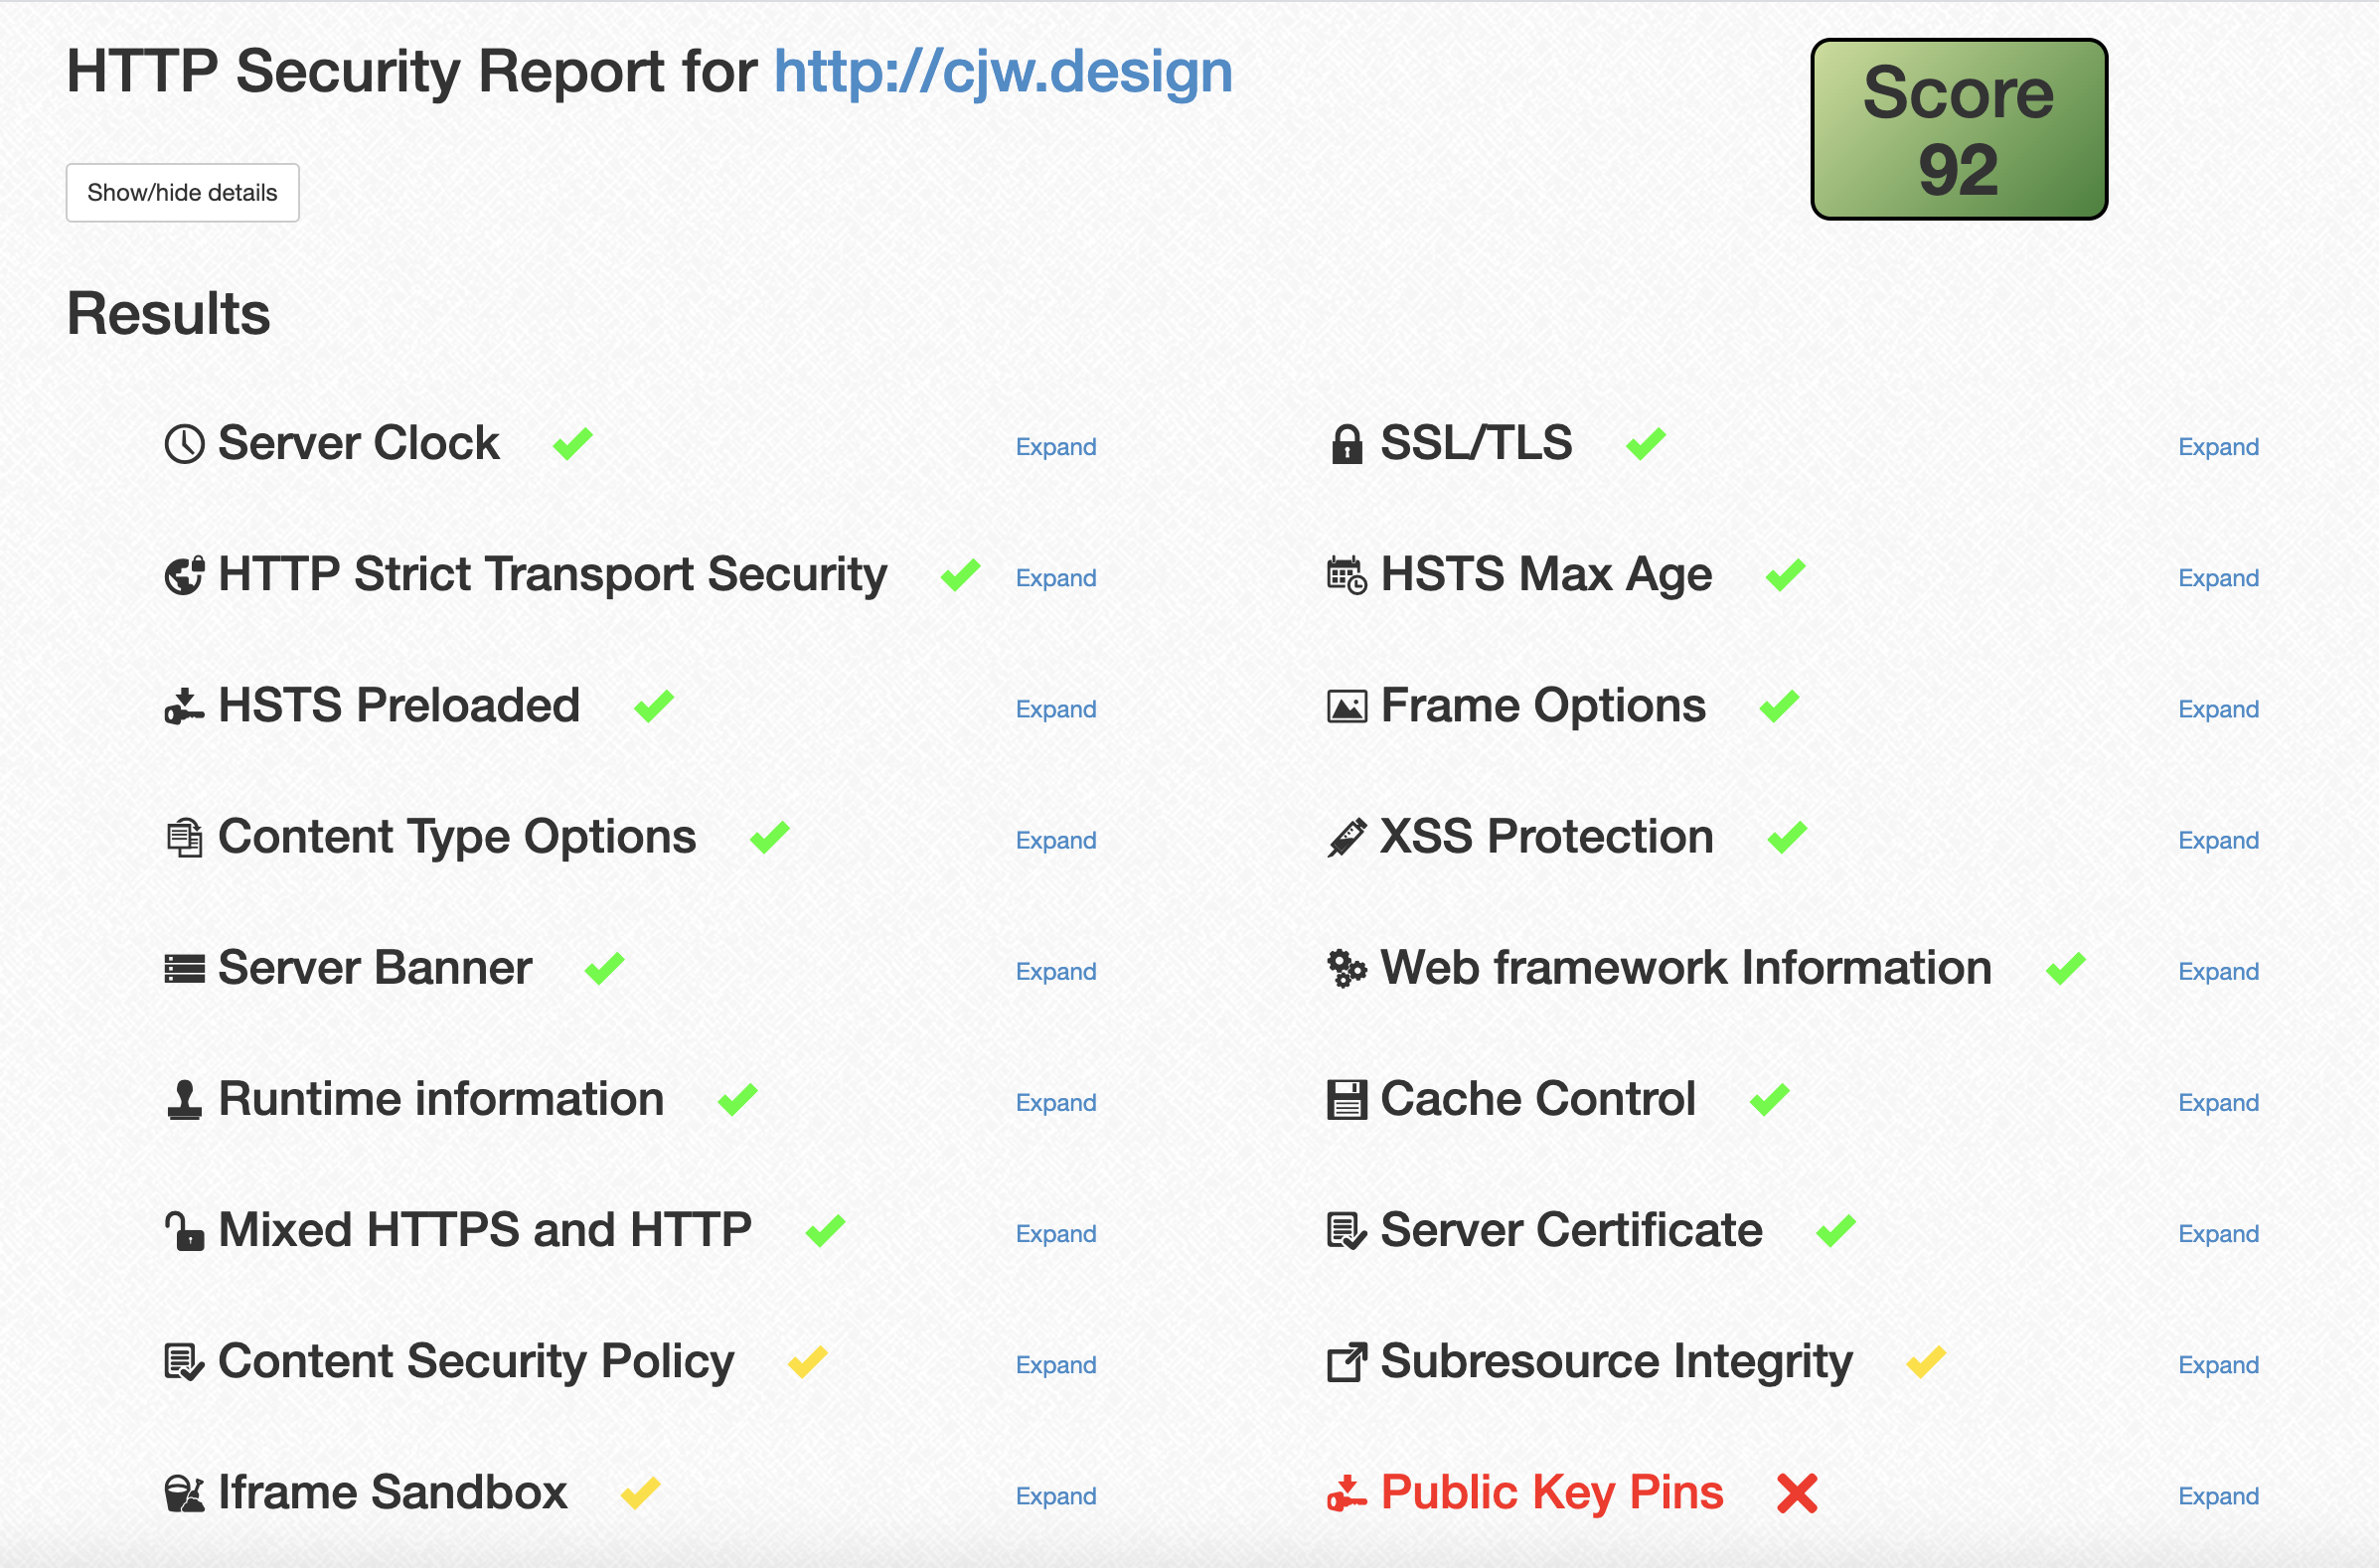 HTTP Security Report for http://cjw.design
Score
92
Show/hide details
Results
Server Clock Expand
SSL/TLS Expand
HTTP Strict Transport Security Expand
HSTS Max Age Expand
HSTS Preloaded Expand
Frame Options Expand
Content Type Options Expand
XSS Protection Expand
Server Banner Expand
Web framework Information Expand
Runtime information Expand
Cache Control Expand
Mixed HTTPS and HTTP Expand
Server Certificate Expand
Content Security Policy Expand
Subresource Integrity Expand
Iframe Sandbox Expand
Public Key Pins Expand